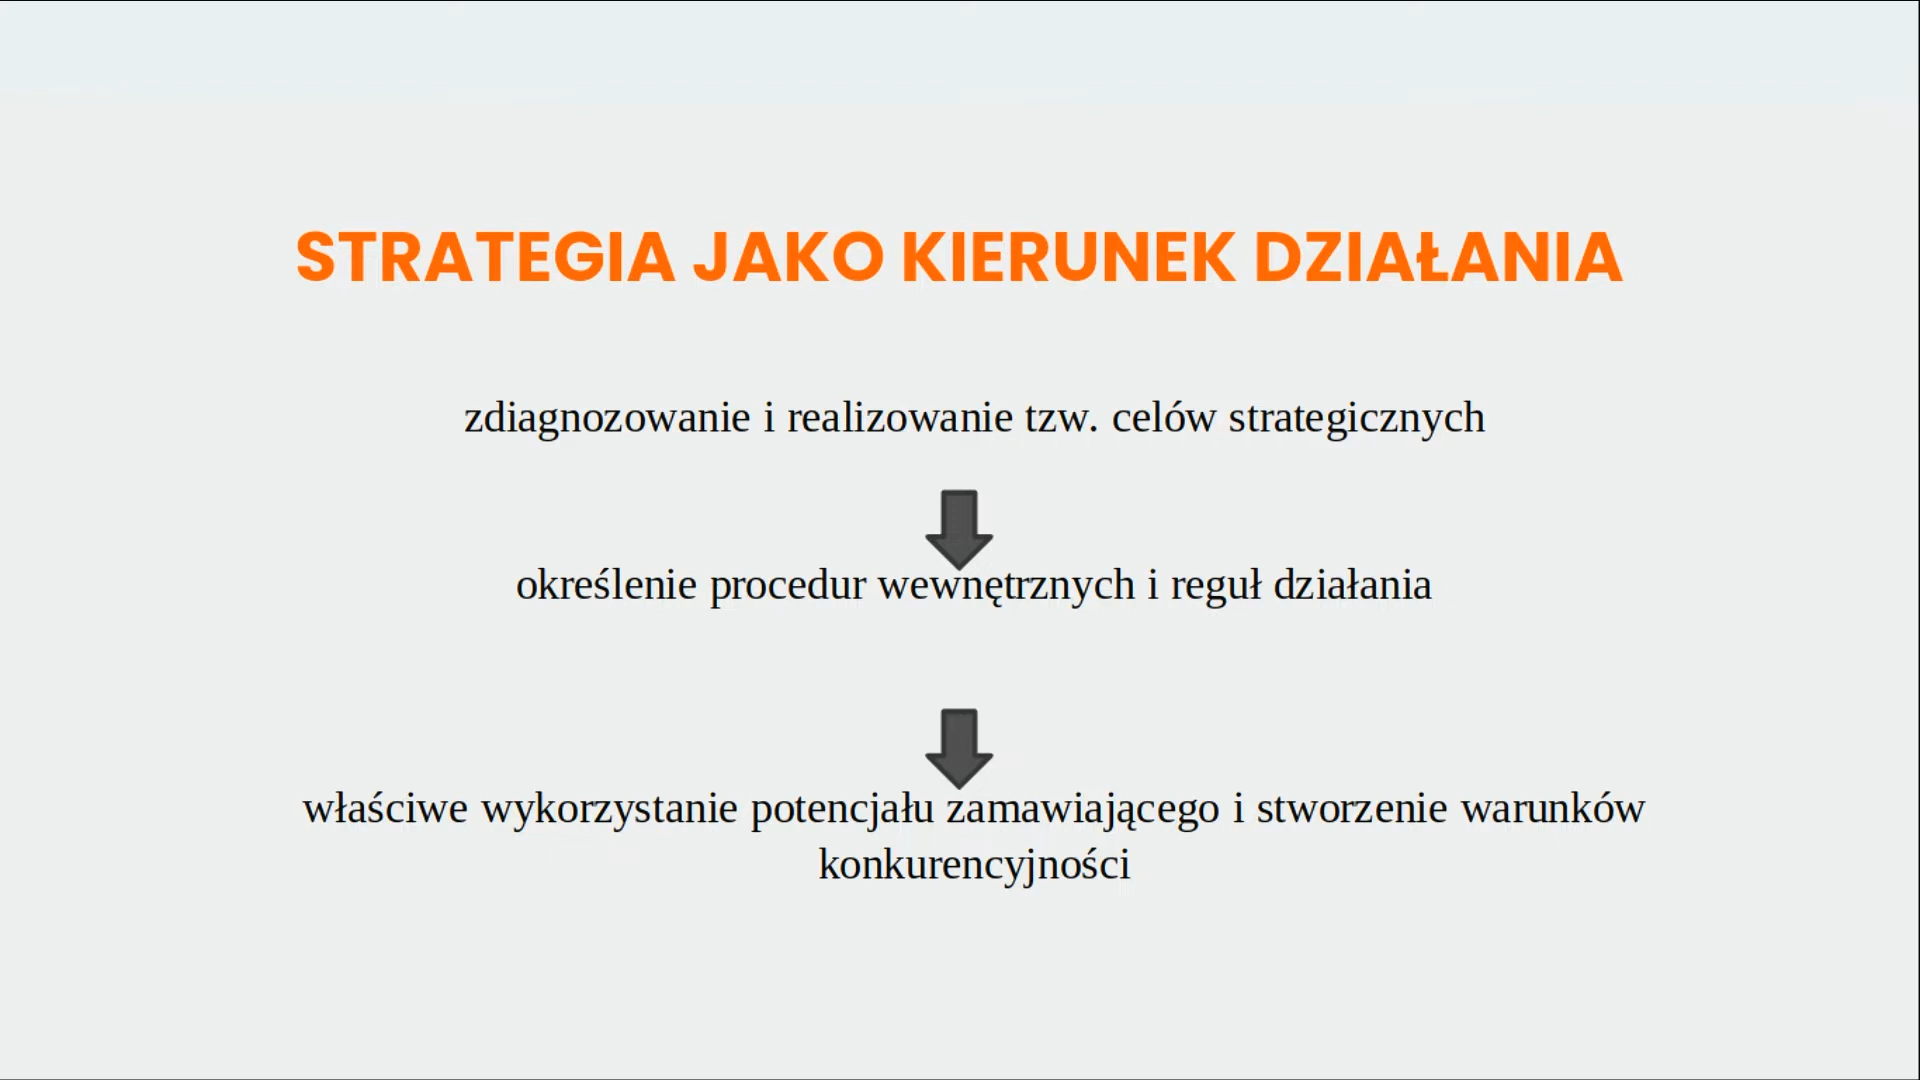 STRATEGIA JAKO KIERUNEK DZIAŁANIA
zdiagnozowanie i realizowanie tzw. celów strategicznych
określenie procedur wewnętrznych i reguł działania
właściwe wykorzystanie potencjału zamawiającego i stworzenie warunków
konkurencyjności